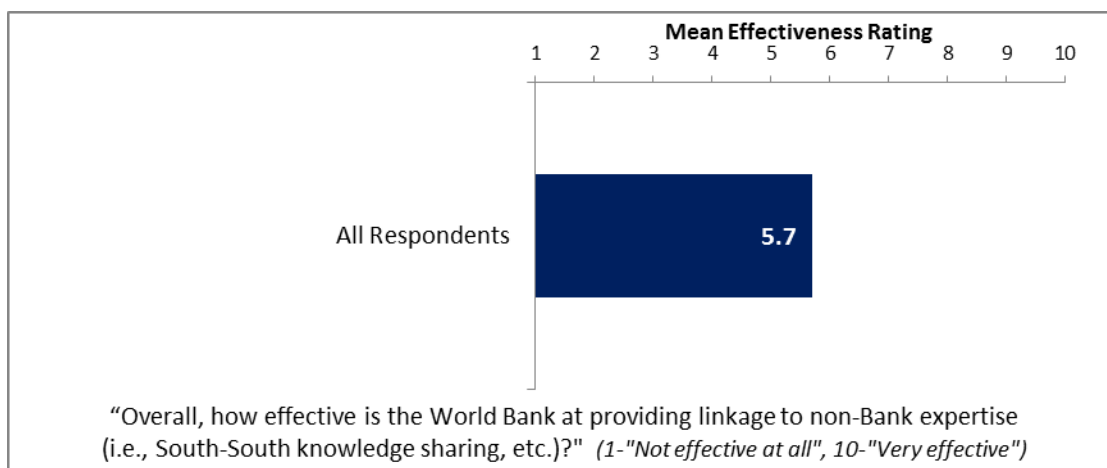 Mean Effectiveness Rating
1 2 3 4 5 6 7 8 9 10
All Respondents
5.7
“Overall, how effective is the World Bank at providing linkage to non-Bank expertise
(i.e., South-South knowledge sharing, etc.)?" (1-"Not effective at all", 10-"Very effective")